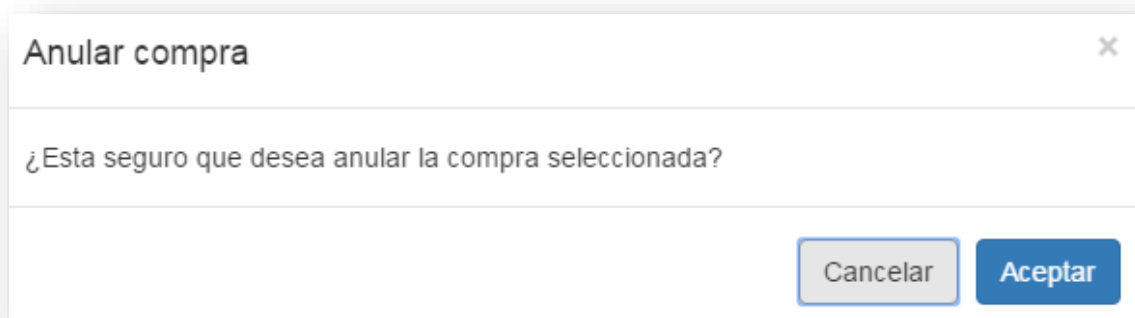 Anular compra ×
¿Esta seguro que desea anular la compra seleccionada?
Cancelar Aceptar